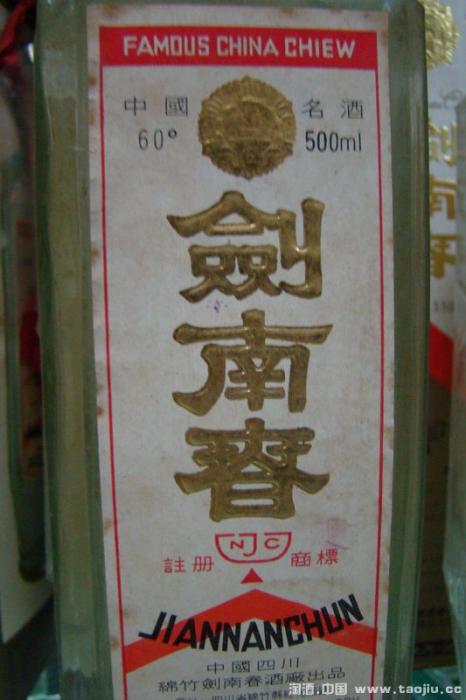 FAMOUS CHINA CHIEW
中國 名酒
60° 500ml
劍南春
NJC
註册 商標
JIANNANCHUN
中國四川
綿竹劍南春酒廠出品
淘酒.中国 www.taojiu.cc